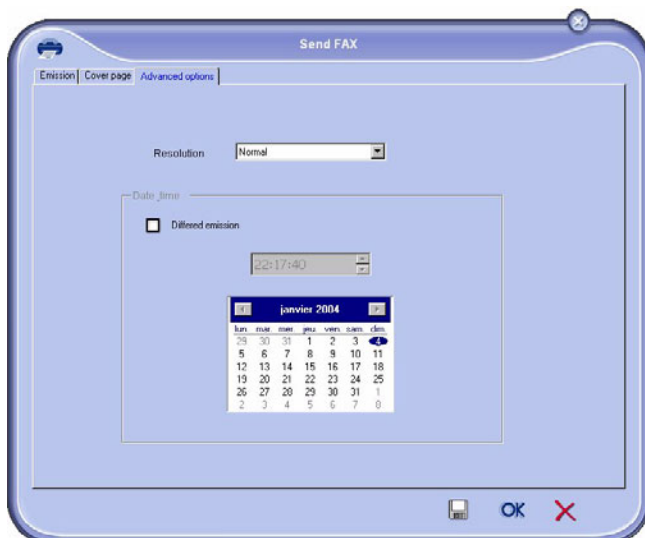 Send FAX
Emission Cover page Advanced options
Resolution Normal
Date_time
Differed emission
22:17:40
janvier 2004
lun. mar. mer. jeu. ven. sam. dim.
29 30 31 1 2 3 4
5 6 7 8 9 10 11
12 13 14 15 16 17 18
19 20 21 22 23 24 25
26 27 28 29 30 31 1
2 3 4 5 6 7 8
OK